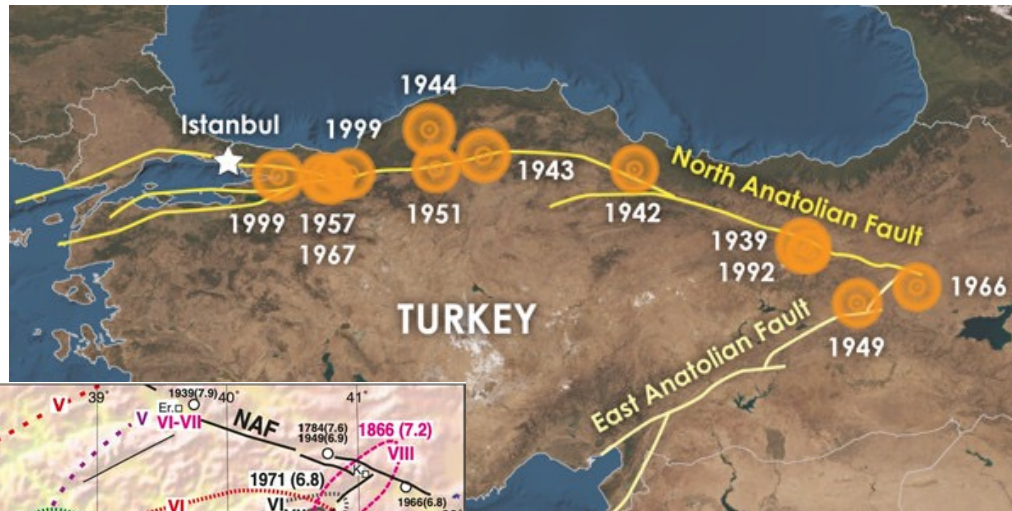 1944
Istanbul
1999
North Anatolian Fault
1943
1999
1957
1967
1951
1942
1939
1992
1966
TURKEY
East Anatolian Fault
1949
39
40
41
V
V
Er.
1939(7.9)
VI-VII
NAF
1784(7.6)
1949(6.9)
1866 (7.2)
VIII
K
1971 (6.8)
VI
VI
1966(6.8)